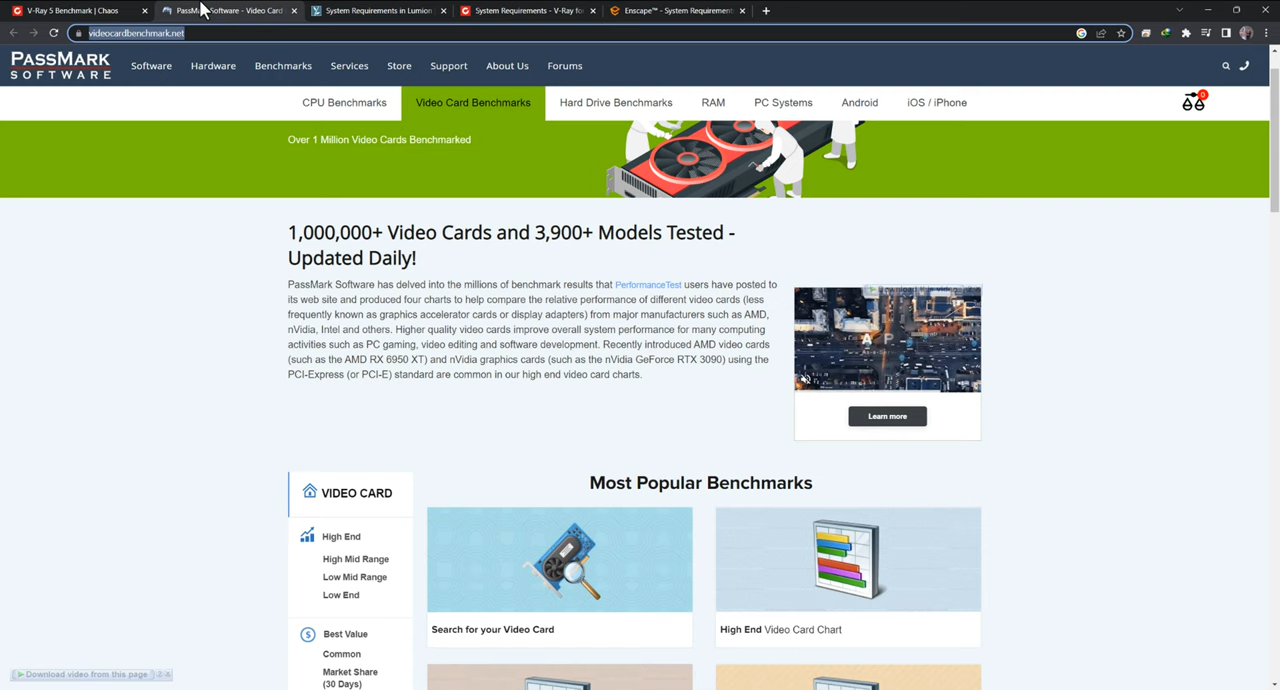 V-Ray 5 Benchmark | Chaos
PassMark Software - Video Card
System Requirements in Lumion
System Requirements - V-Ray fo
Enscape™ - System Requirement
videocardbenchmark.net
PASSMARK
SOFTWARE
Software
Hardware
Benchmarks
Services
Store
Support
About Us
Forums
CPU Benchmarks
Video Card Benchmarks
Hard Drive Benchmarks
RAM
PC Systems
Android
iOS / iPhone
0
Over 1 Million Video Cards Benchmarked
1,000,000+ Video Cards and 3,900+ Models Tested -
Updated Daily!
PassMark Software has delved into the millions of benchmark results that PerformanceTest users have posted to
its web site and produced four charts to help compare the relative performance of different video cards (less
frequently known as graphics accelerator cards or display adapters) from major manufacturers such as AMD,
nVidia, Intel and others. Higher quality video cards improve overall system performance for many computing
activities such as PC gaming, video editing and software development. Recently introduced AMD video cards
(such as the AMD RX 6950 XT) and nVidia graphics cards (such as the nVidia GeForce RTX 3090) using the
PCI-Express (or PCI-E) standard are common in our high end video card charts.
Learn more
VIDEO CARD
High End
High Mid Range
Low Mid Range
Low End
Best Value
Common
Market Share
(30 Days)
Most Popular Benchmarks
Search for your Video Card
High End Video Card Chart
Download video from this page